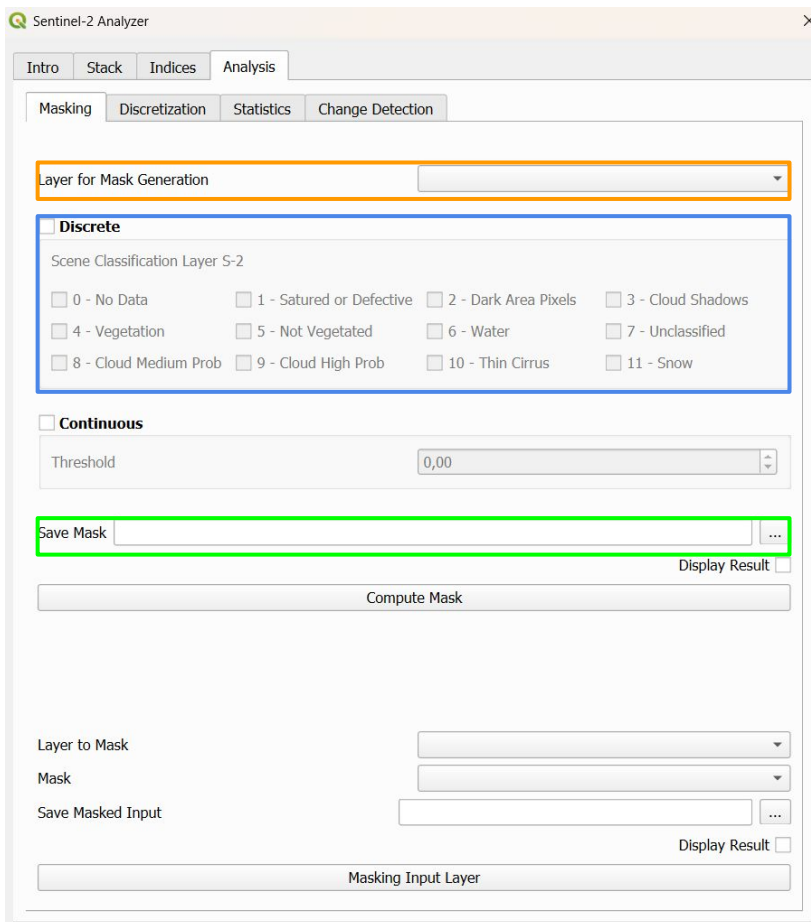 Sentinel-2 Analyzer
Intro Stack Indices Analysis
Masking Discretization Statistics Change Detection
Layer for Mask Generation
Discrete
Scene Classification Layer S-2
0 - No Data 1 - Satured or Defective 2 - Dark Area Pixels 3 - Cloud Shadows
4 - Vegetation 5 - Not Vegetated 6 - Water 7 - Unclassified
8 - Cloud Medium Prob 9 - Cloud High Prob 10 - Thin Cirrus 11 - Snow
Continuous
Threshold 0,00
Save Mask ...
Display Result
Compute Mask
Layer to Mask
Mask
Save Masked Input ...
Display Result
Masking Input Layer